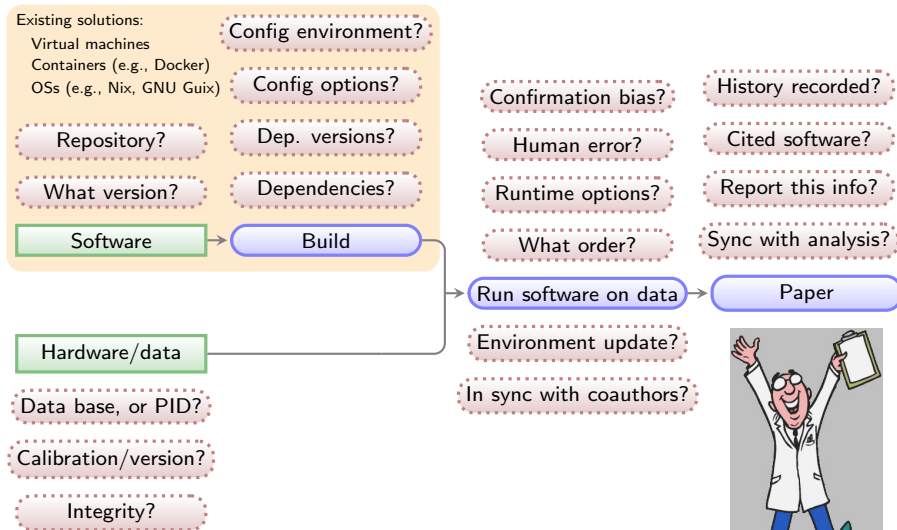 Existing solutions:
Virtual machines
Containers (e.g., Docker)
OSs (e.g., Nix, GNU Guix)
Config environment?
Config options?
Repository?
Dep. versions?
What version?
Dependencies?
Software
Build
Confirmation bias?
History recorded?
Human error?
Cited software?
Runtime options?
Report this info?
What order?
Sync with analysis?
Run software on data
Paper
Hardware/data
Environment update?
In sync with coauthors?
Data base, or PID?
Calibration/version?
Integrity?